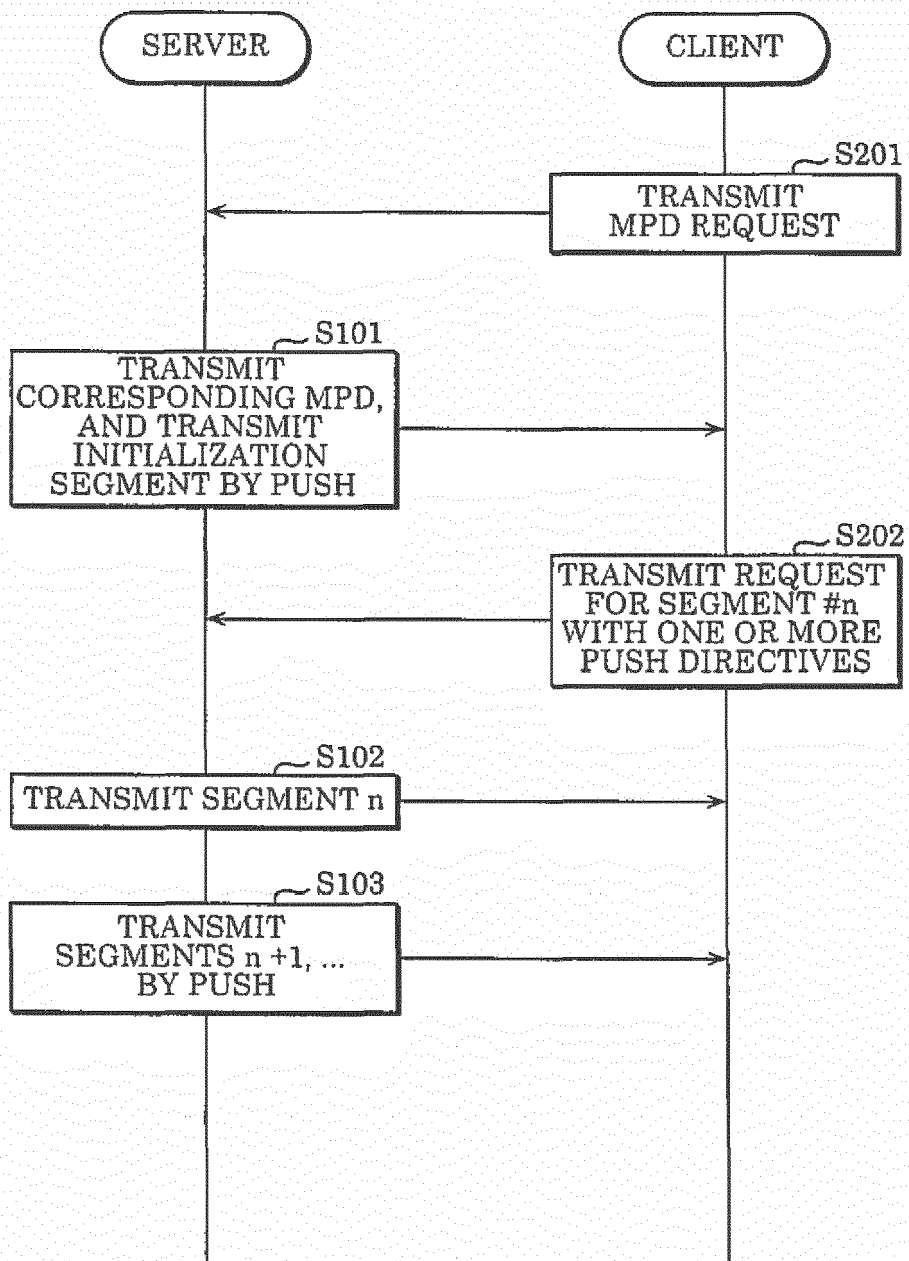 SERVER
CLIENT
S201
TRANSMIT
MPD REQUEST
S101
TRANSMIT
CORRESPONDING MPD,
AND TRANSMIT
INITIALIZATION
SEGMENT BY PUSH
S202
TRANSMIT REQUEST
FOR SEGMENT #n
WITH ONE OR MORE
PUSH DIRECTIVES
S102
TRANSMIT SEGMENT n
S103
TRANSMIT
SEGMENTS n +1, ...
BY PUSH